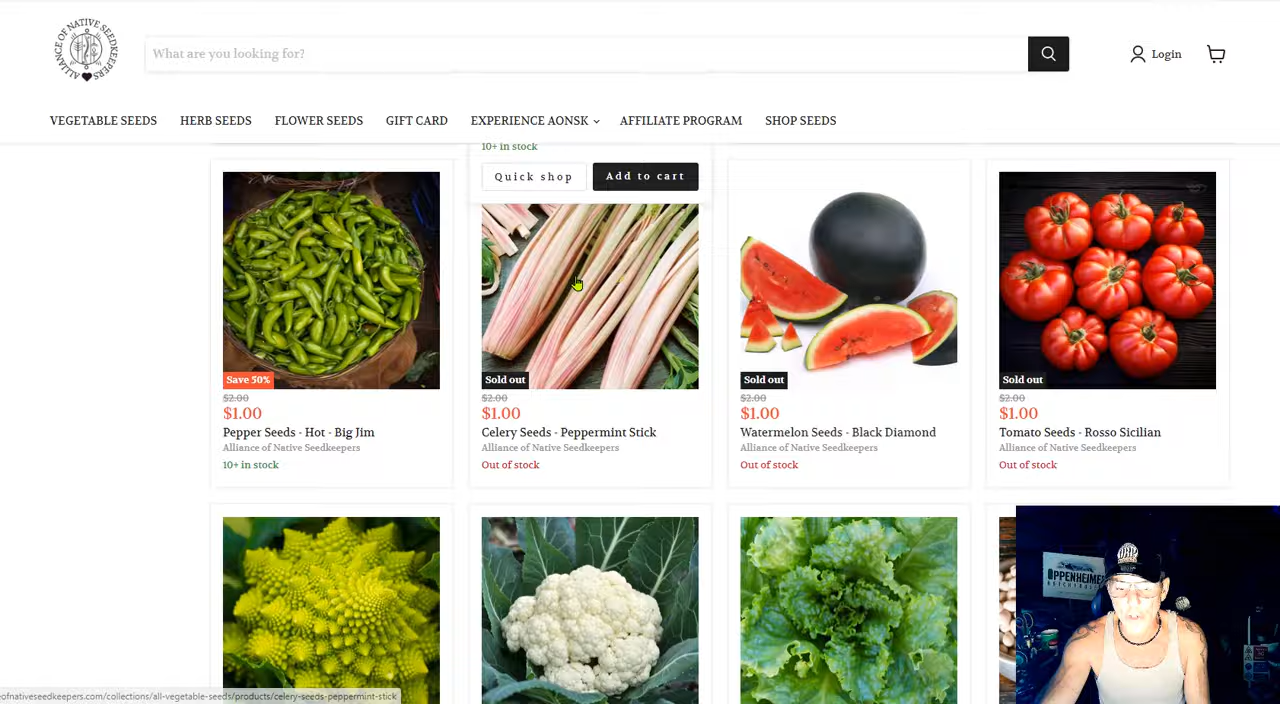 ALLIANCE OF NATIVE SEEDKEEPERS
What are you looking for?
Login
VEGETABLE SEEDS
HERB SEEDS
FLOWER SEEDS
GIFT CARD
EXPERIENCE AONSK
AFFILIATE PROGRAM
SHOP SEEDS
10+ in stock
Quick shop
Add to cart
Save 50%
$2.00
$1.00
Pepper Seeds - Hot - Big Jim
Alliance of Native Seedkeepers
10+ in stock
Sold out
$1.00
Celery Seeds - Peppermint Stick
Alliance of Native Seedkeepers
Out of stock
Sold out
$2.00
$1.00
Watermelon Seeds - Black Diamond
Alliance of Native Seedkeepers
Out of stock
Sold out
$2.00
$1.00
Tomato Seeds - Rosso Sicilian
Alliance of Native Seedkeepers
Out of stock
OPPENHEIMER
eofnativeseedkeepers.com/collections/all-vegetable-seeds/products/celery-seeds-peppermint-stick